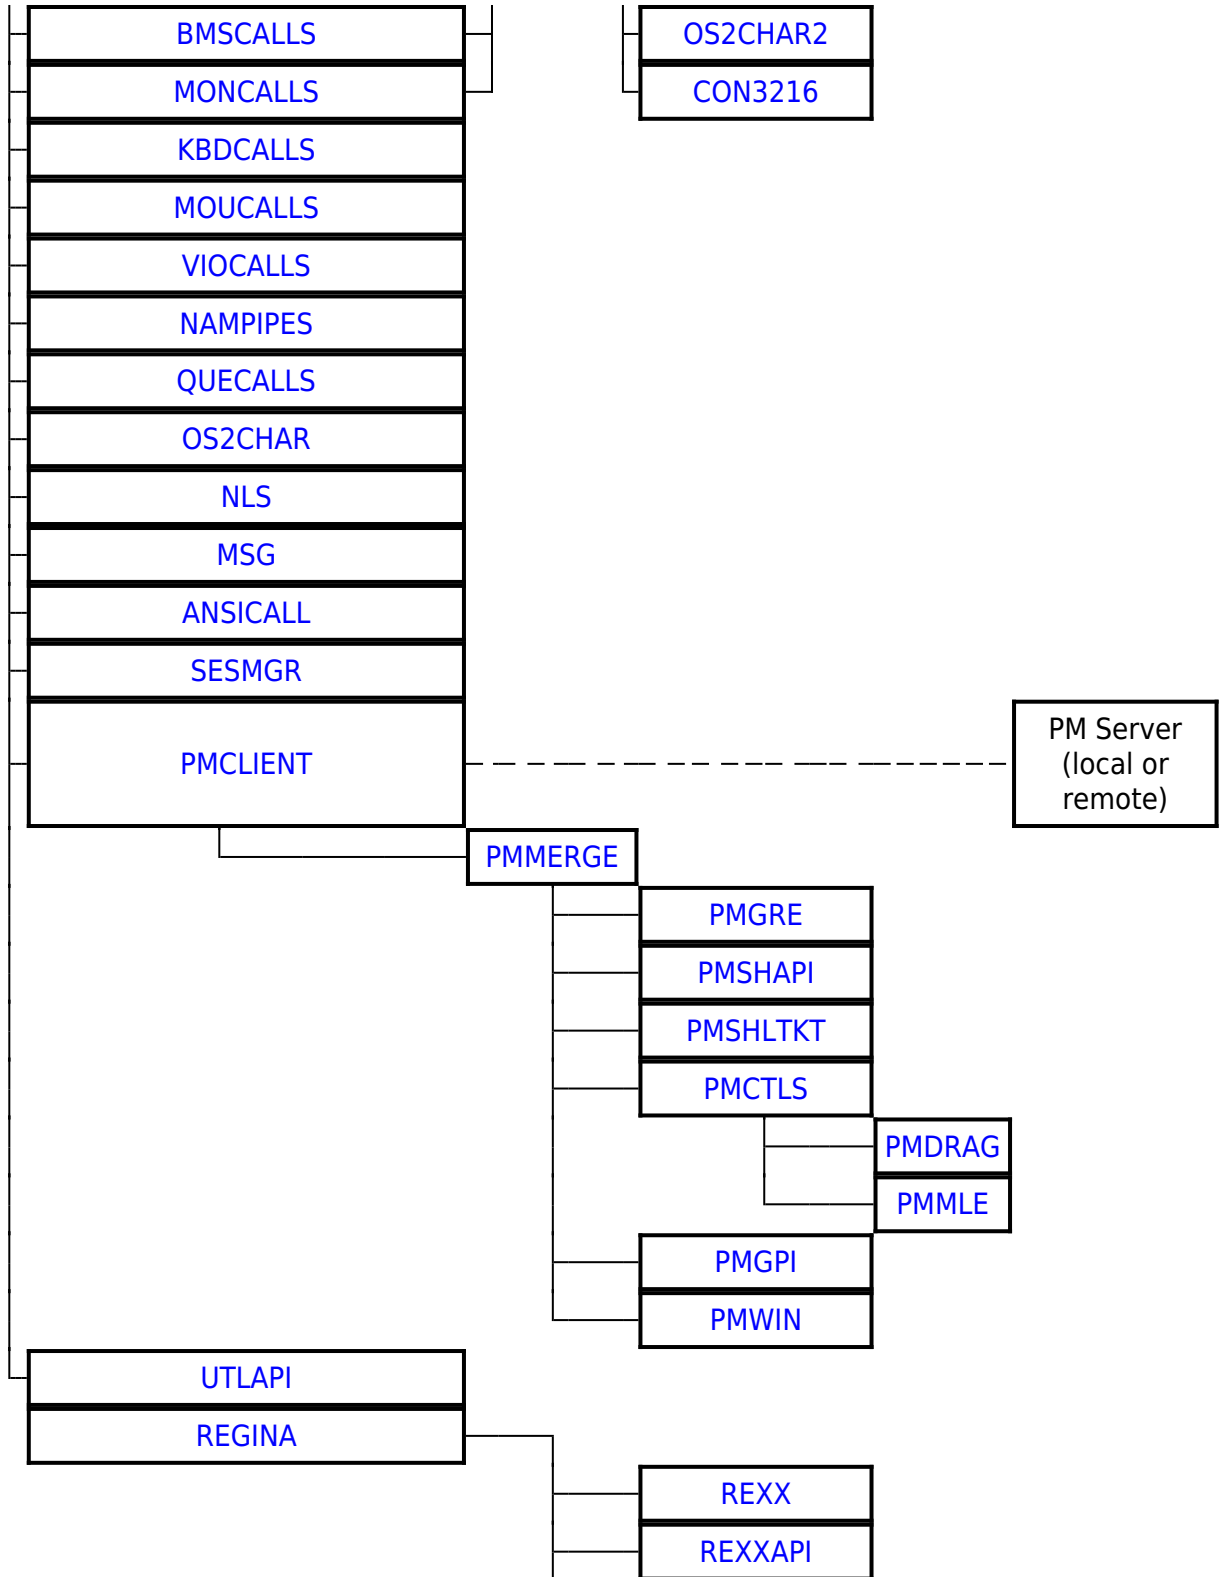 BMSCALLS
OS2CHAR2
MONCALLS
CON3216
KBDCALLS
MOUCALLS
VIOCALLS
NAMPIPES
QUECALLS
OS2CHAR
NLS
MSG
ANSICALL
SESMGR
PMCLIENT
PM Server
(local or
remote)
PMMERGE
PMGRE
PMSHAPI
PMSHLTKT
PMCTLS
PMDRAG
PMMLE
PMGPI
PMWIN
UTLAPI
REGINA
REXX
REXXAPI